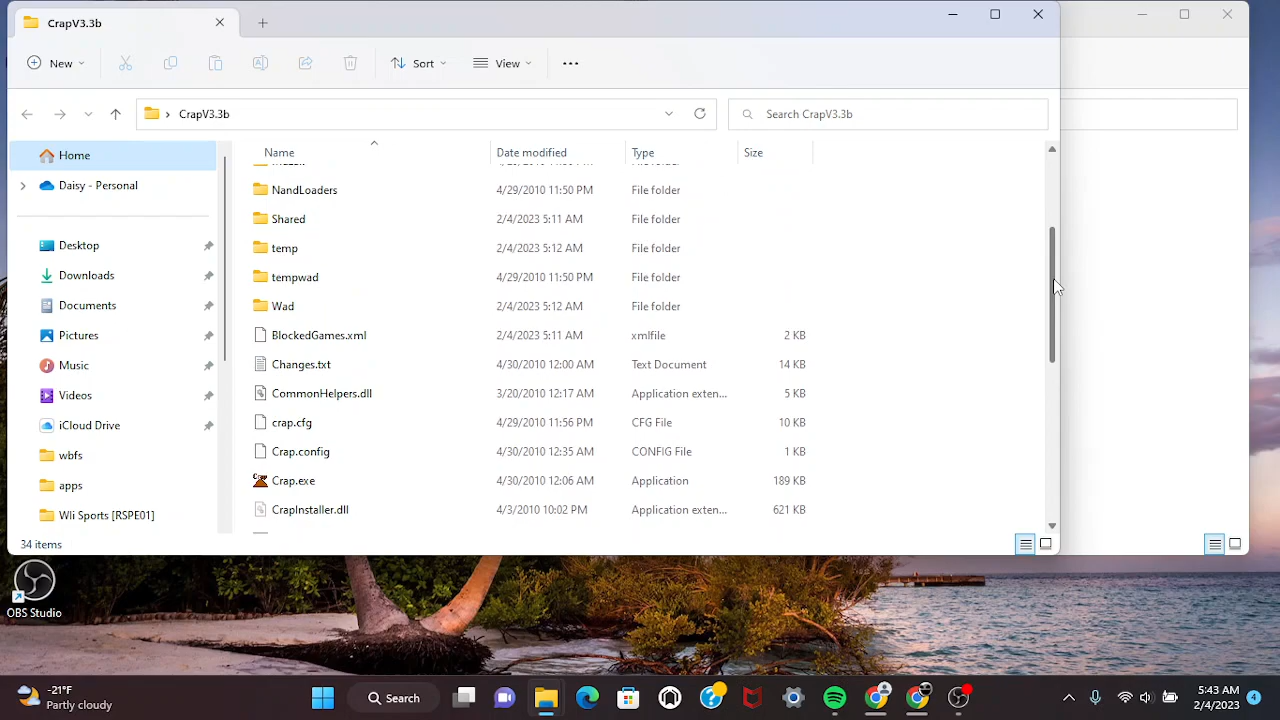 CrapV3.3b
New
Sort
View
CrapV3.3b
Search CrapV3.3b
Home
Daisy - Personal
Desktop
Downloads
Documents
Pictures
Music
Videos
iCloud Drive
wbfs
apps
Wli Sports [RSPE01]
Name Date modified Type Size
NandLoaders 4/29/2010 11:50 PM File folder
Shared 2/4/2023 5:11 AM File folder
temp 2/4/2023 5:12 AM File folder
tempwad 4/29/2010 11:50 PM File folder
Wad 2/4/2023 5:12 AM File folder
BlockedGames.xml 2/4/2023 5:11 AM xmlfile 2 KB
Changes.txt 4/30/2010 12:00 AM Text Document 14 KB
CommonHelpers.dll 3/20/2010 12:17 AM Application exten... 5 KB
crap.cfg 4/29/2010 11:56 PM CFG File 10 KB
Crap.config 4/30/2010 12:35 AM CONFIG File 1 KB
Crap.exe 4/30/2010 12:06 AM Application 189 KB
CrapInstaller.dll 4/3/2010 10:02 PM Application exten... 621 KB
34 items
OBS Studio
-21°F
Partly cloudy
Search
5:43 AM
2/4/2023
4